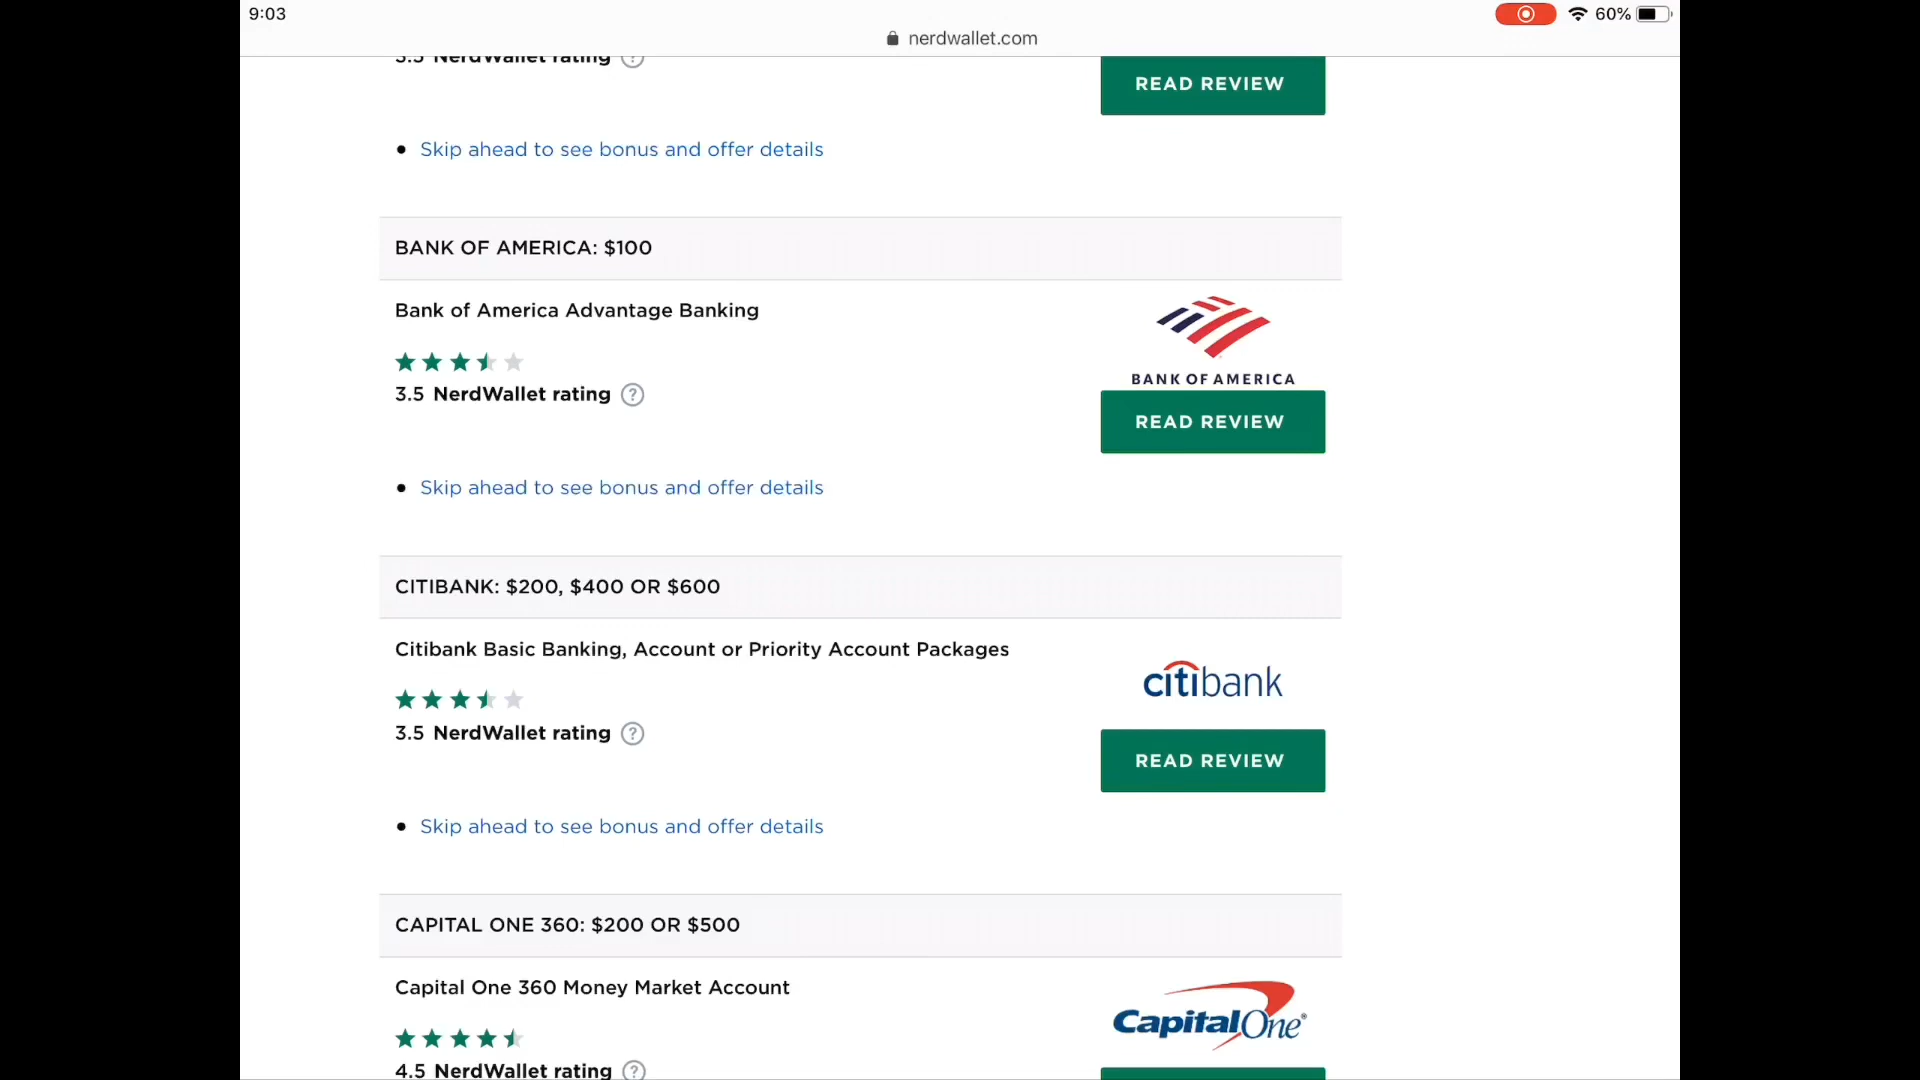 9:03
60%
nerdwallet.com
3.5 NerdWallet rating ?
READ REVIEW
Skip ahead to see bonus and offer details
BANK OF AMERICA: $100
Bank of America Advantage Banking
BANK OF AMERICA
3.5 NerdWallet rating ?
READ REVIEW
Skip ahead to see bonus and offer details
CITIBANK: $200, $400 OR $600
Citibank Basic Banking, Account or Priority Account Packages
citibank
3.5 NerdWallet rating ?
READ REVIEW
Skip ahead to see bonus and offer details
CAPITAL ONE 360: $200 OR $500
Capital One 360 Money Market Account
CapitalOne®
4.5 NerdWallet rating ?